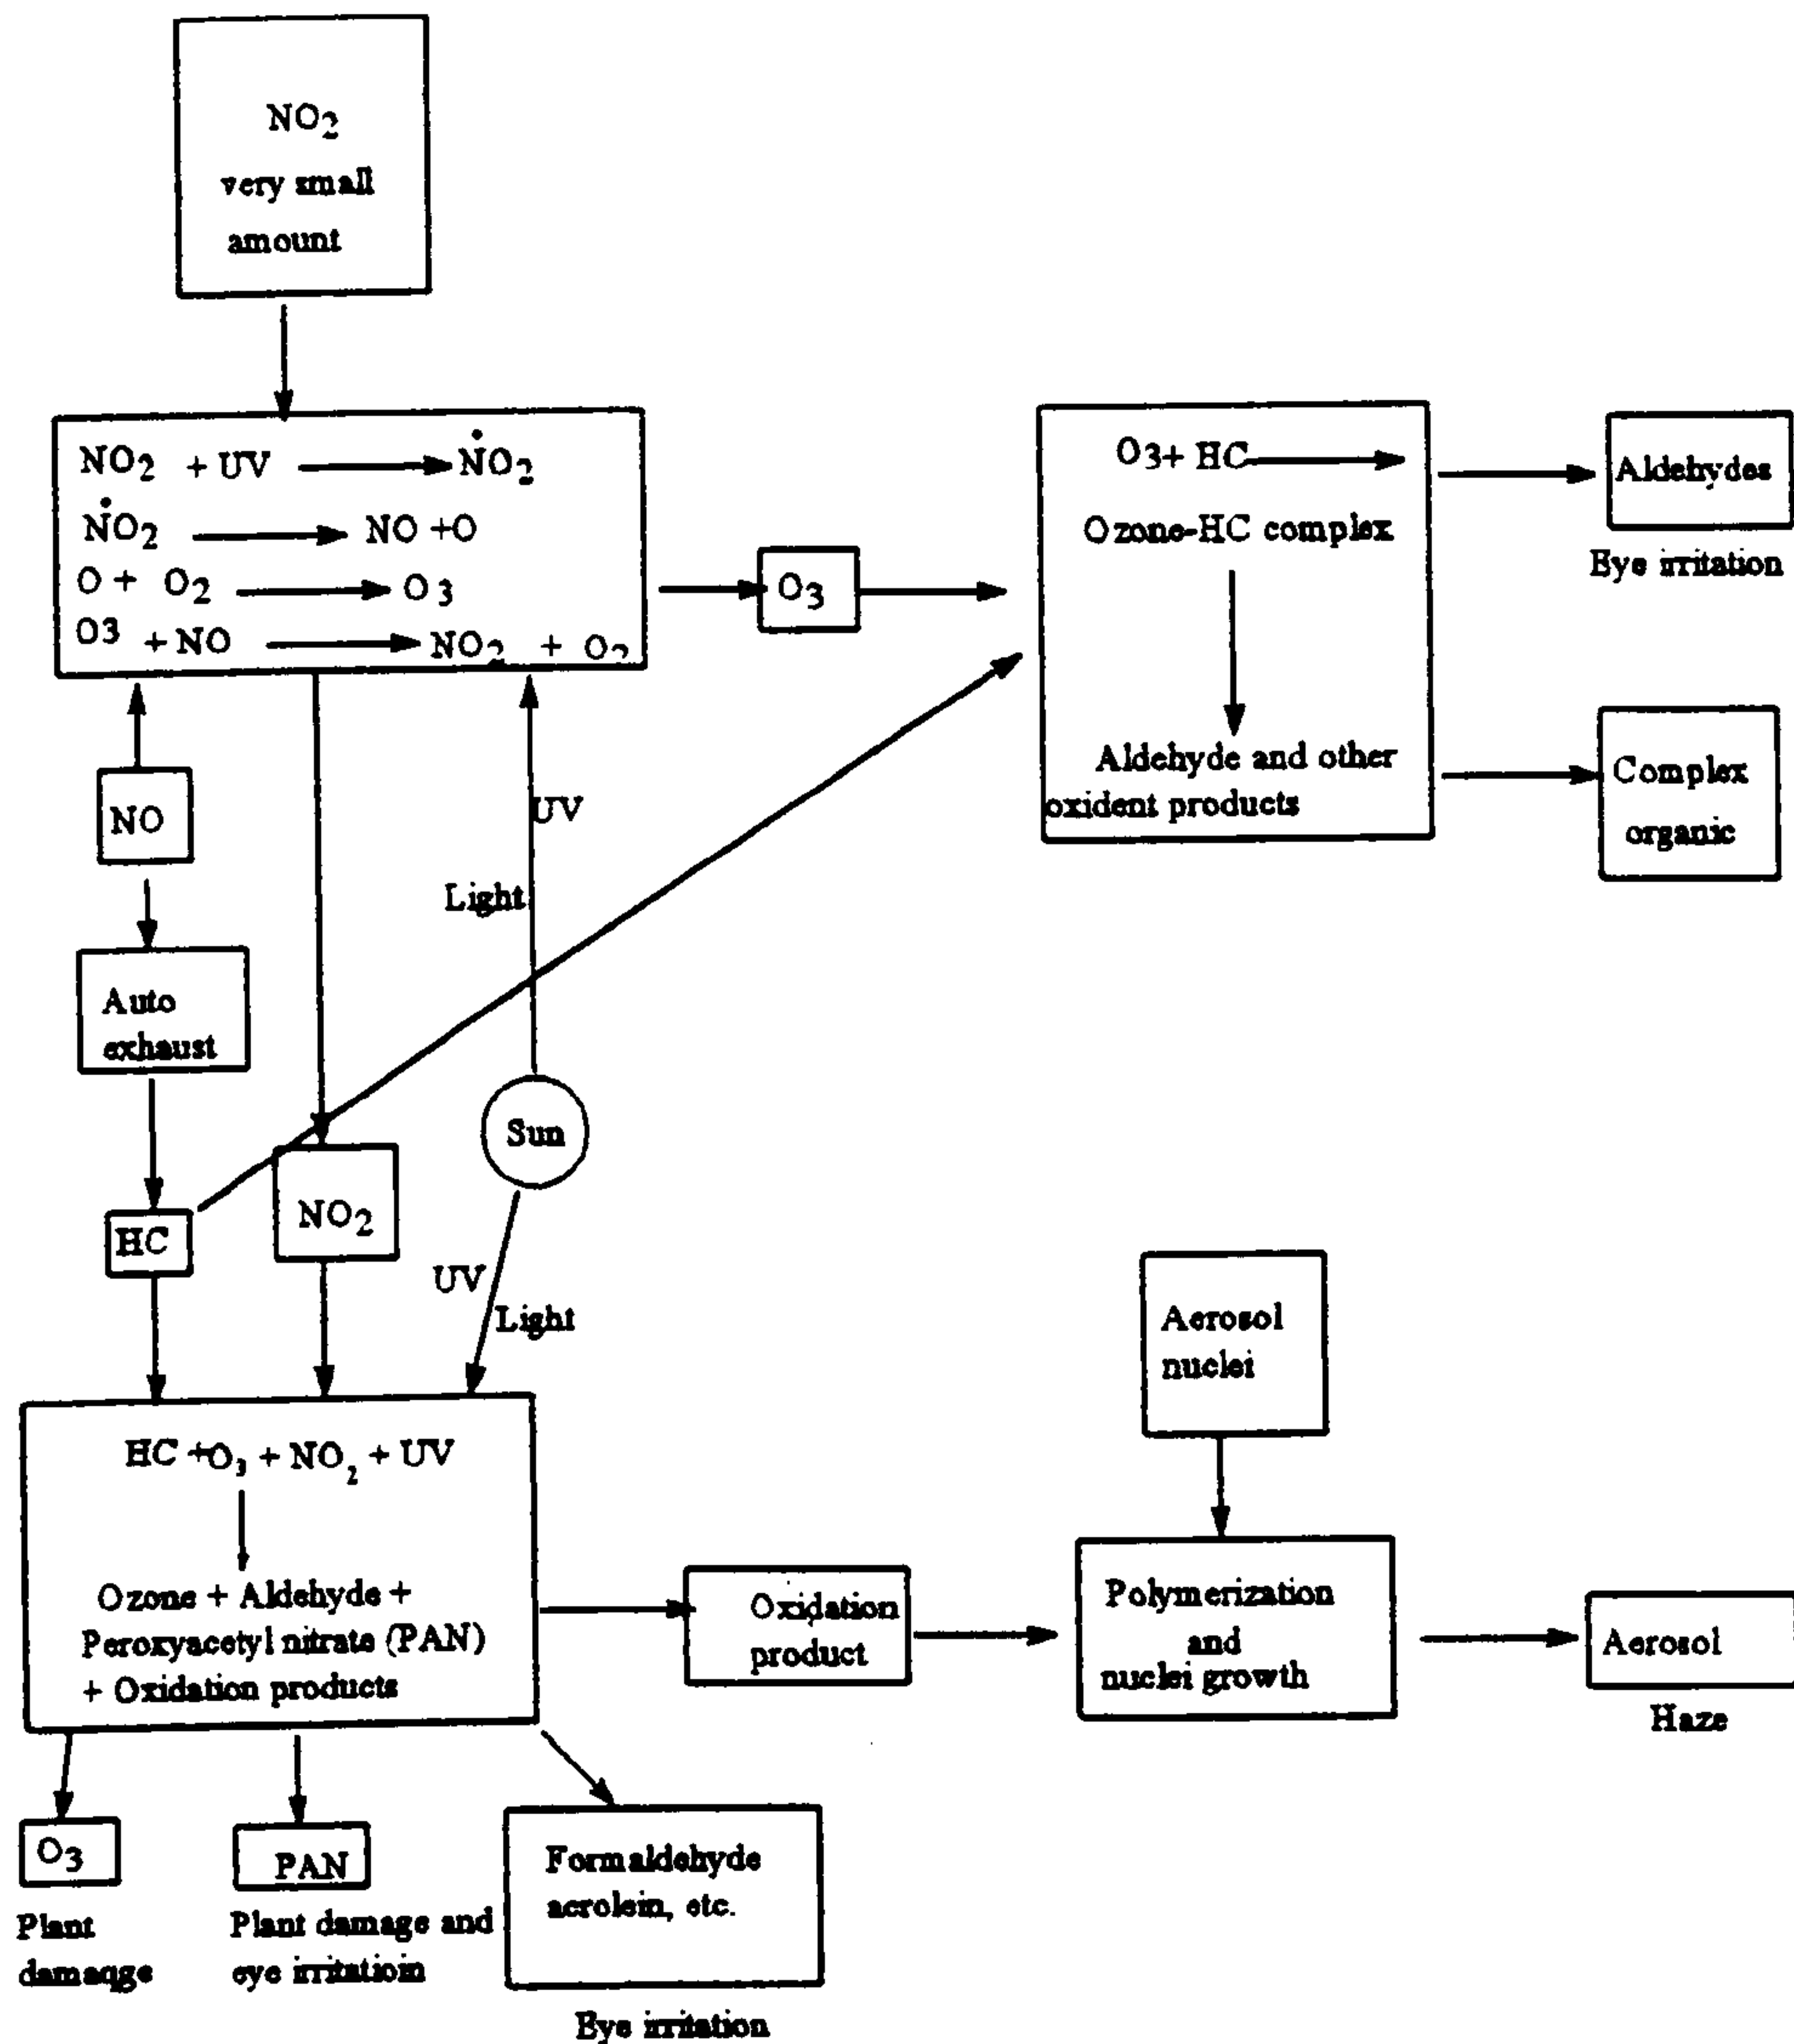 NO2
very small
amount
NO2 + UV → ṄO2
ṄO2 → NO +O
O + O2 → O3
O3 + NO → NO2 + O2
O3
O3+ HC →
Ozone-HC complex
Aldehyde and other
oxident products
Aldehydes
Eye irritation
Complex
organic
NO
UV
Light
Auto
exhaust
Sun
HC
NO2
UV
Light
Aerosol
nuclei
HC +O3 + NO2 + UV
Ozone + Aldehyde +
Peroxyacetyl nitrate (PAN)
+ Oxidation products
Oxidation
product
Polymerization
and
nuclei growth
Aerosol
Haze
O3
Plant
damaqge
PAN
Plant damage and
eye irritatioin
Formaldehyde
acrolein, etc.
Eye irritation